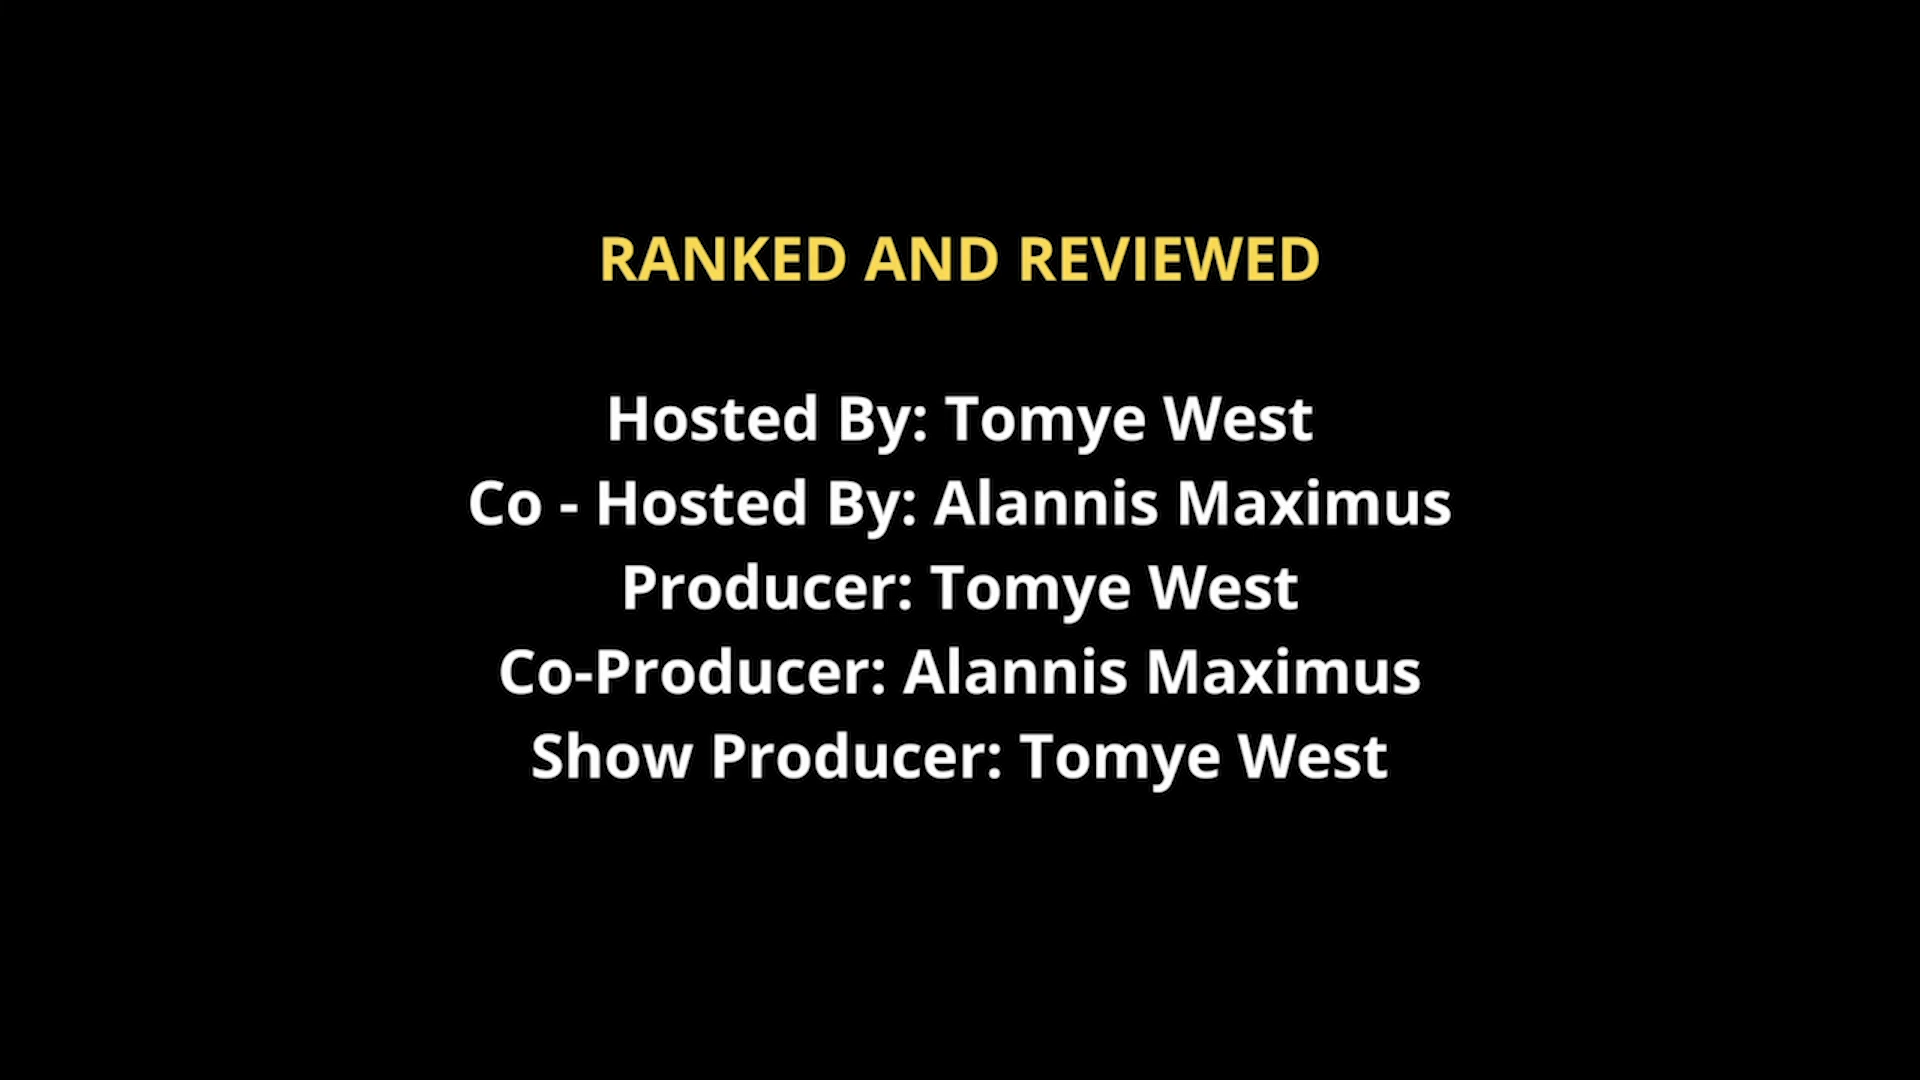 RANKED AND REVIEWED
Hosted By: Tomye West
Co - Hosted By: Alannis Maximus
Producer: Tomye West
Co-Producer: Alannis Maximus
Show Producer: Tomye West